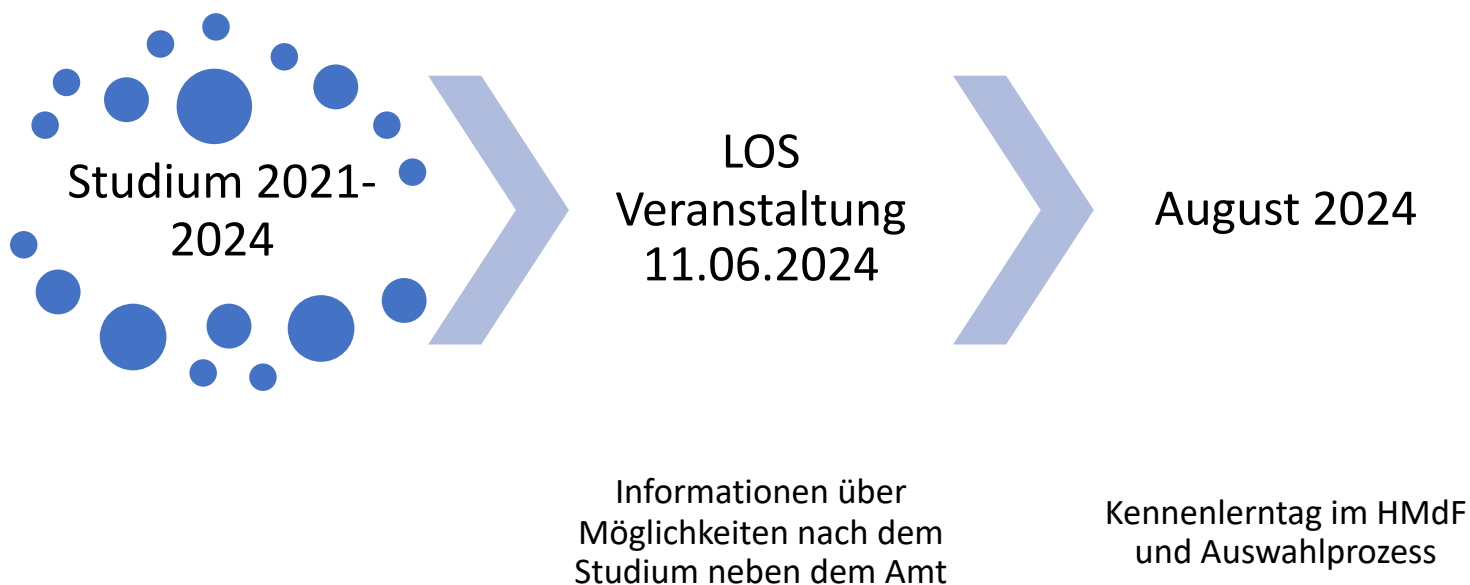 Studium 2021-
2024
LOS
Veranstaltung
11.06.2024
August 2024
Informationen über
Möglichkeiten nach dem
Studium neben dem Amt
Kennenlerntag im HMdF
und Auswahlprozess